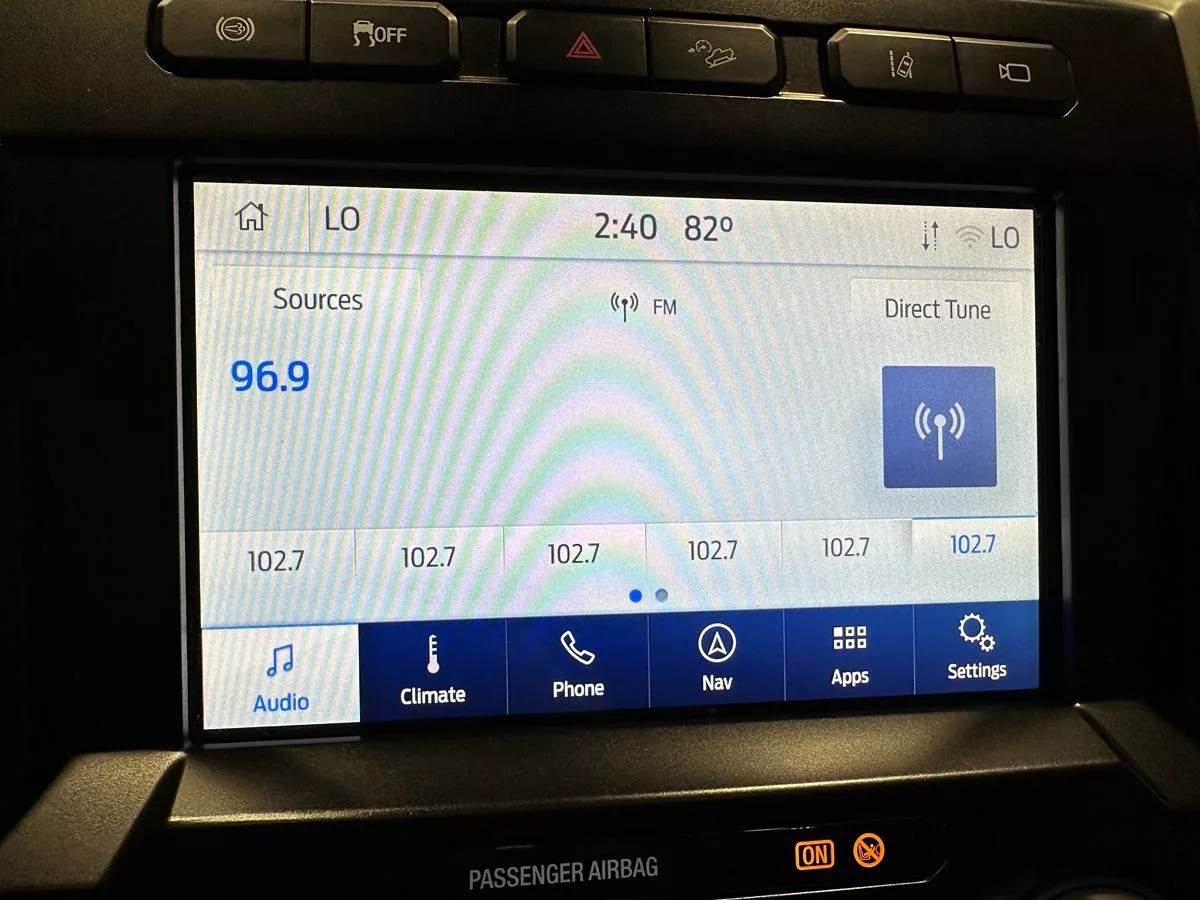 OFF
LO 2:40 82º LO
Sources FM Direct Tune
96.9
102.7 102.7 102.7 102.7 102.7 102.7
Audio Climate Phone Nav Apps Settings
PASSENGER AIRBAG ON